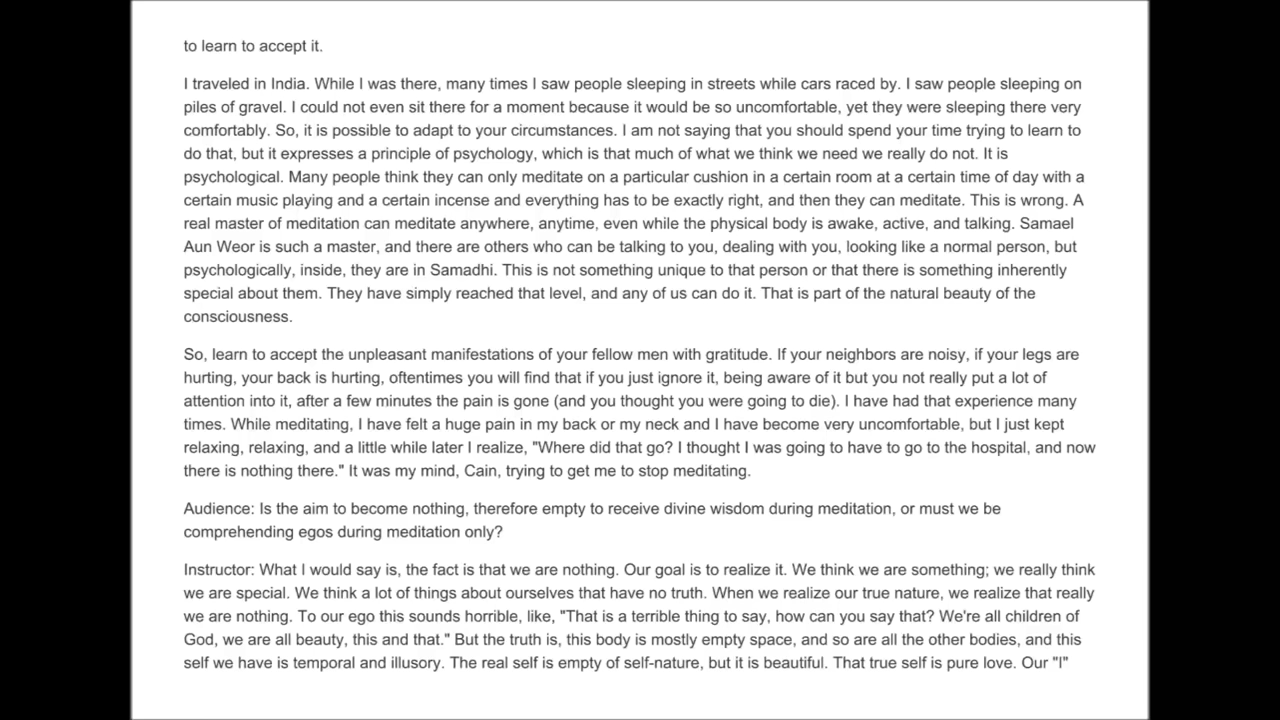 to learn to accept it.
I traveled in India. While I was there, many times I saw people sleeping in streets while cars raced by. I saw people sleeping on
piles of gravel. I could not even sit there for a moment because it would be so uncomfortable, yet they were sleeping there very
comfortably. So, it is possible to adapt to your circumstances. I am not saying that you should spend your time trying to learn to
do that, but it expresses a principle of psychology, which is that much of what we think we need we really do not. It is
psychological. Many people think they can only meditate on a particular cushion in a certain room at a certain time of day with a
certain music playing and a certain incense and everything has to be exactly right, and then they can meditate. This is wrong. A
real master of meditation can meditate anywhere, anytime, even while the physical body is awake, active, and talking. Samael
Aun Weor is such a master, and there are others who can be talking to you, dealing with you, looking like a normal person, but
psychologically, inside, they are in Samadhi. This is not something unique to that person or that there is something inherently
special about them. They have simply reached that level, and any of us can do it. That is part of the natural beauty of the
consciousness.
So, learn to accept the unpleasant manifestations of your fellow men with gratitude. If your neighbors are noisy, if your legs are
hurting, your back is hurting, oftentimes you will find that if you just ignore it, being aware of it but you not really put a lot of
attention into it, after a few minutes the pain is gone (and you thought you were going to die). I have had that experience many
times. While meditating, I have felt a huge pain in my back or my neck and I have become very uncomfortable, but I just kept
relaxing, relaxing, and a little while later I realize, "Where did that go? I thought I was going to have to go to the hospital, and now
there is nothing there." It was my mind, Cain, trying to get me to stop meditating.
Audience: Is the aim to become nothing, therefore empty to receive divine wisdom during meditation, or must we be
comprehending egos during meditation only?
Instructor: What I would say is, the fact is that we are nothing. Our goal is to realize it. We think we are something; we really think
we are special. We think a lot of things about ourselves that have no truth. When we realize our true nature, we realize that really
we are nothing. To our ego this sounds horrible, like, "That is a terrible thing to say, how can you say that? We're all children of
God, we are all beauty, this and that." But the truth is, this body is mostly empty space, and so are all the other bodies, and this
self we have is temporal and illusory. The real self is empty of self-nature, but it is beautiful. That true self is pure love. Our "I"